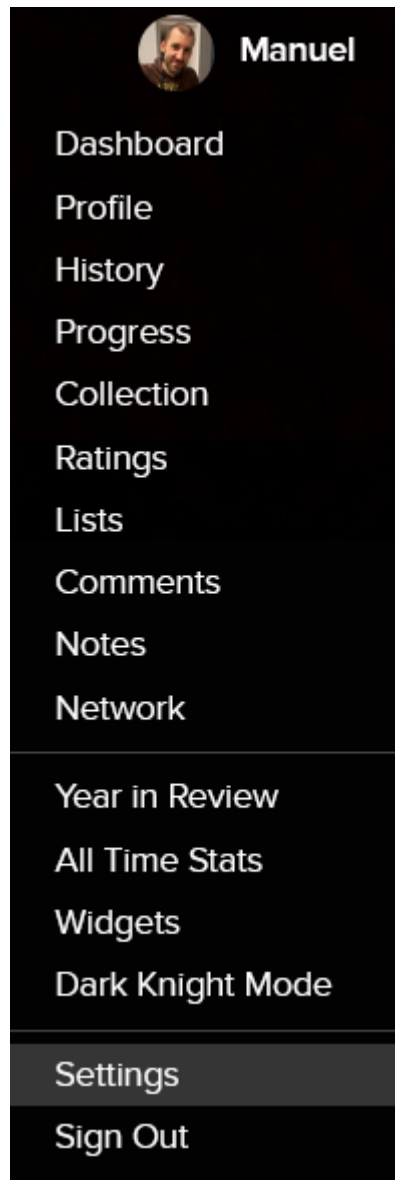 Manuel
Dashboard
Profile
History
Progress
Collection
Ratings
Lists
Comments
Notes
Network
Year in Review
All Time Stats
Widgets
Dark Knight Mode
Settings
Sign Out